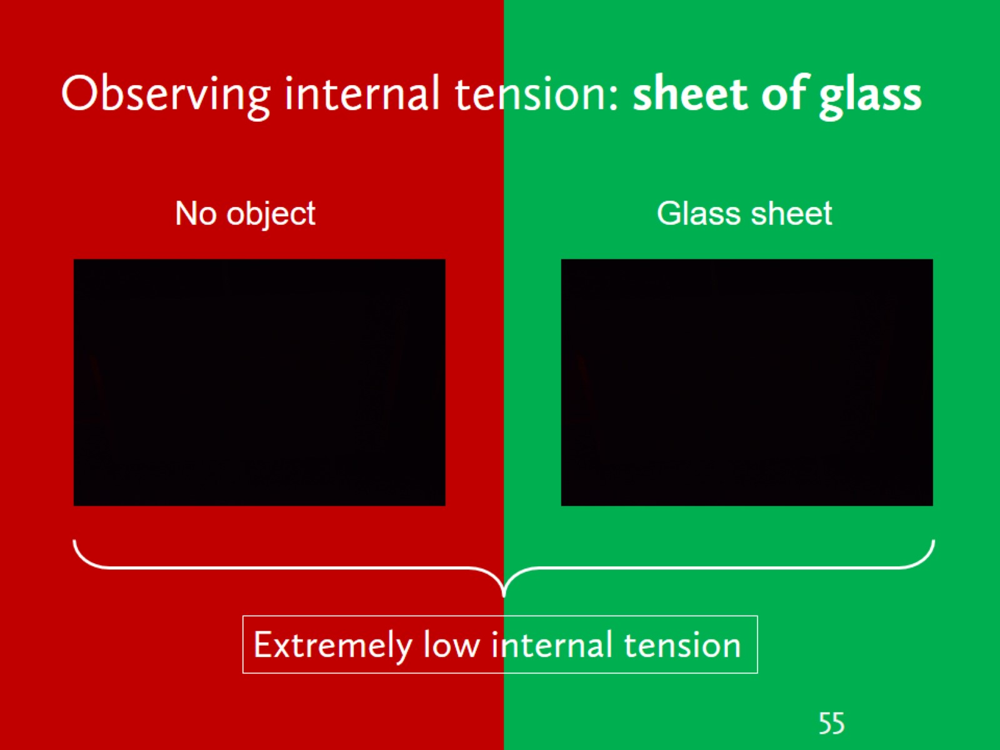 Observing internal tension: sheet of glass
No object
Glass sheet
Extremely low internal tension
55